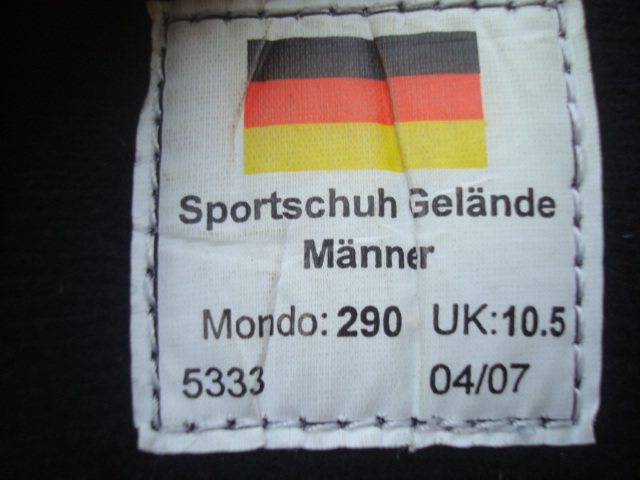 Sportschuh Gelände
Männer
Mondo: 290 UK: 10.5
5333 04/07